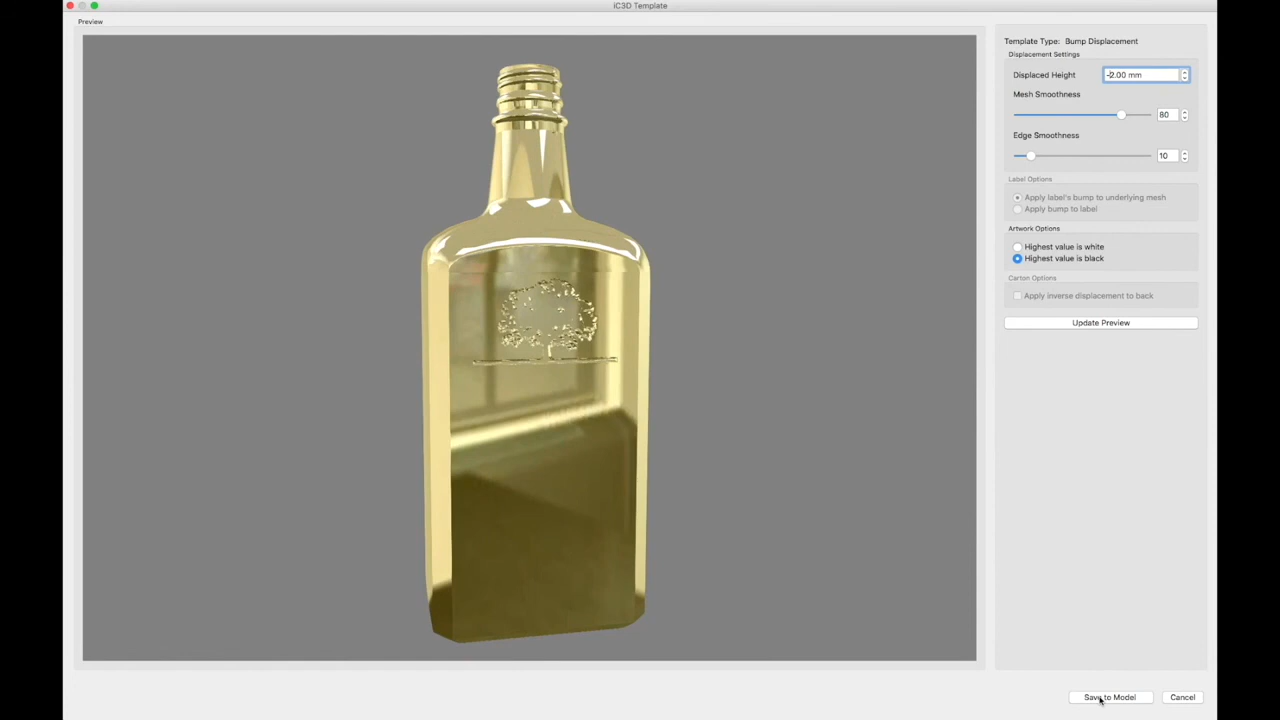 iC3D Template
Preview
Template Type: Bump Displacement
Displacement Settings
Displaced Height -2.00 mm
Mesh Smoothness
80
Edge Smoothness
10
Label Options
Apply label's bump to underlying mesh
Apply bump to label
Artwork Options
Highest value is white
Highest value is black
Carton Options
Apply inverse displacement to back
Update Preview
Save to Model Cancel